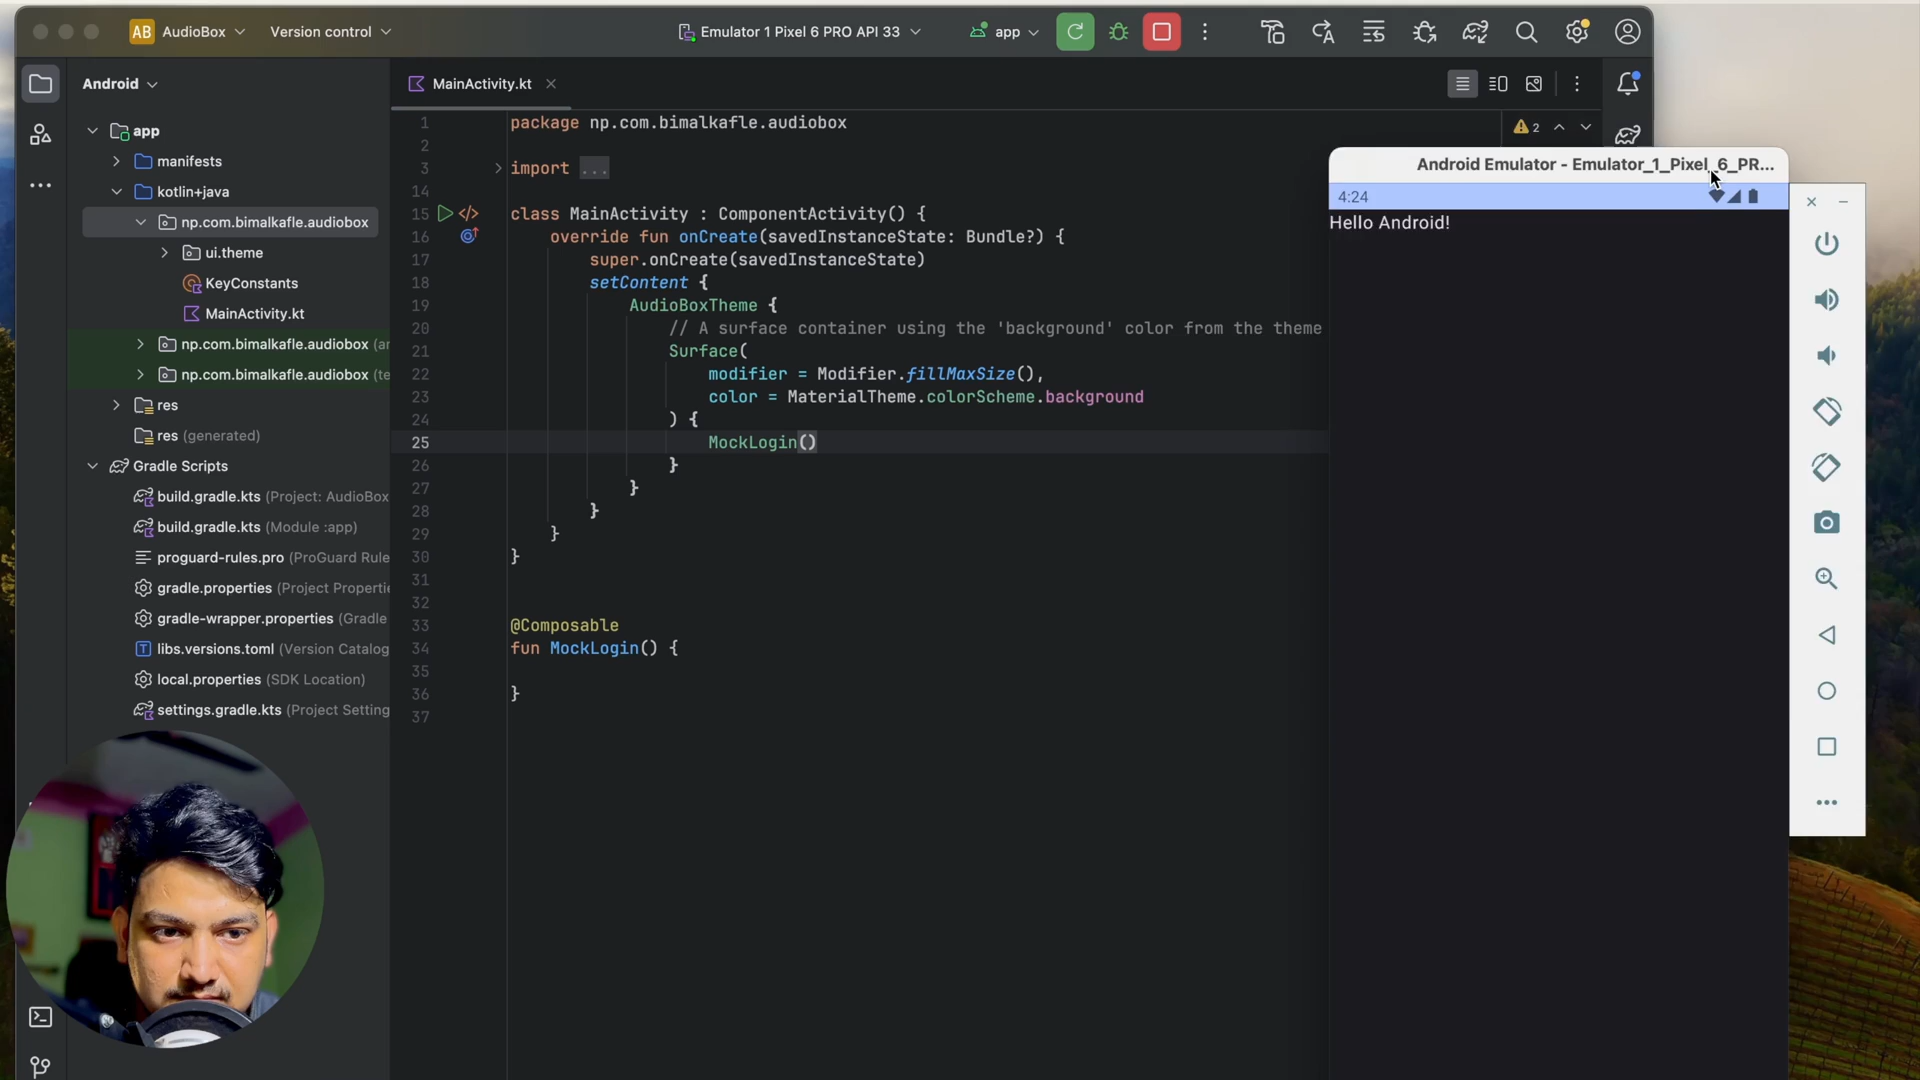 AB AudioBox Version control Emulator 1 Pixel 6 PRO API 33 app
Android
MainActivity.kt
app
manifests
kotlin+java
np.com.bimalkafle.audiobox
ui.theme
KeyConstants
MainActivity.kt
np.com.bimalkafle.audiobox (ar
np.com.bimalkafle.audiobox (te
res
res (generated)
Gradle Scripts
build.gradle.kts (Project: AudioBox
build.gradle.kts (Module :app)
proguard-rules.pro (ProGuard Rule
gradle.properties (Project Propertie
gradle-wrapper.properties (Gradle
libs.versions.toml (Version Catalog
local.properties (SDK Location)
settings.gradle.kts (Project Setting
2
1 package np.com.bimalkafle.audiobox
2
3 import ...
14
15 class MainActivity : ComponentActivity() {
16 override fun onCreate(savedInstanceState: Bundle?) {
17 super.onCreate(savedInstanceState)
18 setContent {
19 AudioBoxTheme {
20 // A surface container using the 'background' color from the theme
21 Surface(
22 modifier = Modifier.fillMaxSize(),
23 color = MaterialTheme.colorScheme.background
24 ) {
25 MockLogin()
26 }
27 }
28 }
29 }
30 }
31
32
33 @Composable
34 fun MockLogin() {
35
36 }
37
Android Emulator - Emulator_1_Pixel_6_PR...
4:24
Hello Android!